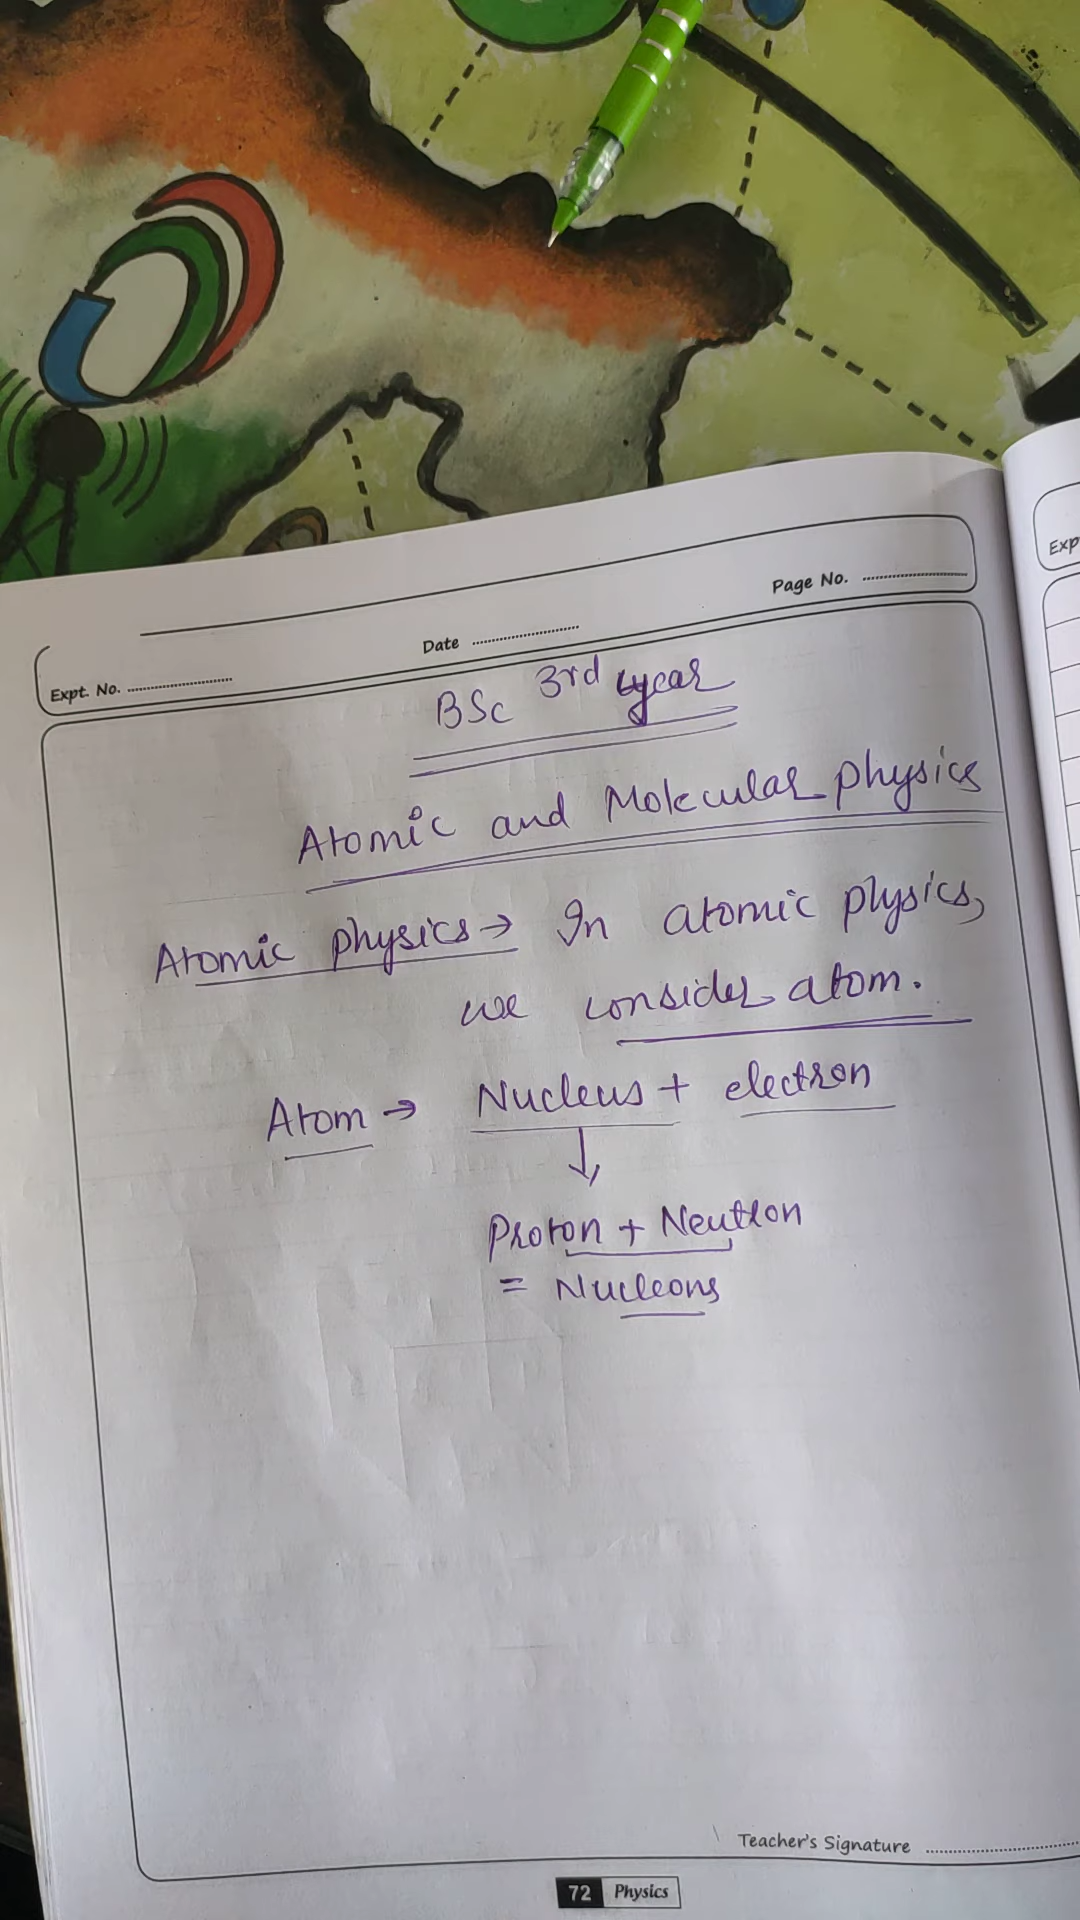 Page No. ..................
Date ..................
Expt. No. ..................
BSc 3rd year
Atomic and Molecular physics
Atomic physics → In atomic physics,
we consider atom.
Atom → Nucleus + electron
↓
Proton + Neutron
= Nucleons
Teacher's Signature ..................
72 Physics
Exp